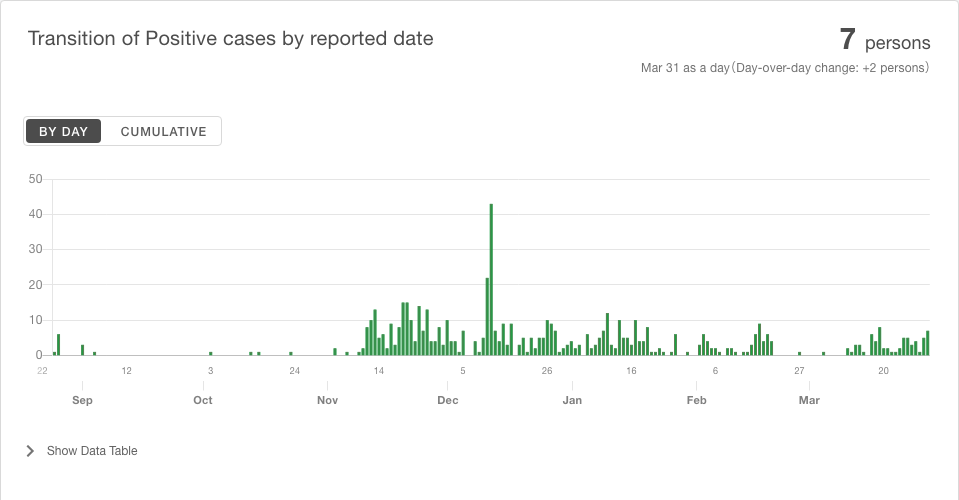 Transition of Positive cases by reported date
7 persons
Mar 31 as a day(Day-over-day change: +2 persons)
BY DAY
CUMULATIVE
50
40
30
20
10
0
22 12 3 24 14 5 26 16 6 27 20
Sep Oct Nov Dec Jan Feb Mar
Show Data Table